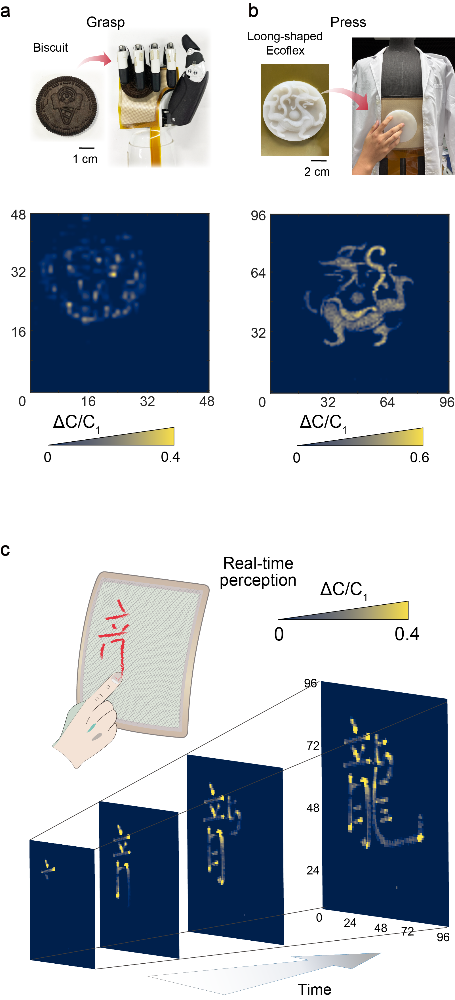 a
Grasp
Biscuit
1 cm
b
Press
Loong-shaped
Ecoflex
2 cm
48
32
16
0
16
32
48
ΔC/C1
0
0.4
96
64
32
0
32
64
96
ΔC/C1
0
0.6
c
Real-time
perception
ΔC/C1
0
0.4
96
72
48
24
0
24
48
72
96
龍
Time